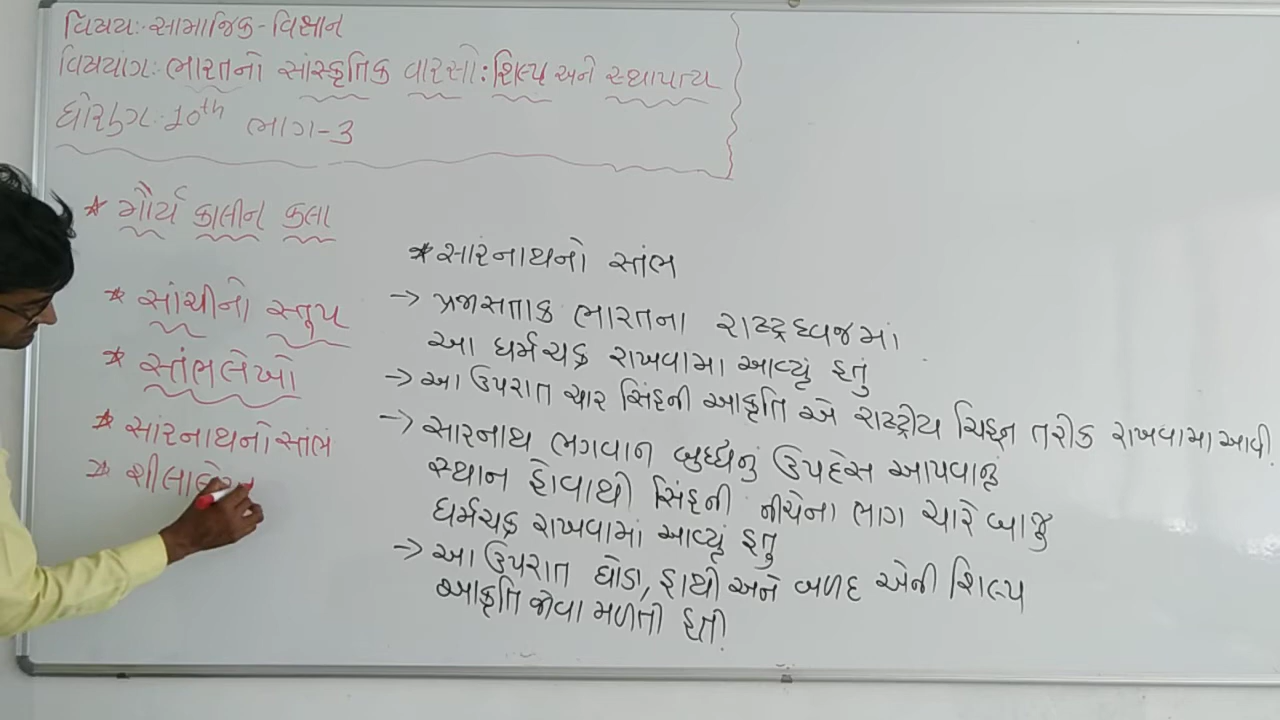 વિષય:- સામાજિક-વિજ્ઞાન
વિષયાંગ:- ભારતનો સાંસ્કૃતિક વારસો: શિલ્પ અને સ્થાપત્ય
ધોરણ:- 10th ભાગ-3
* મૌર્ય કાલીન કલા
* સાંચીનો સ્તૂપ
* સ્તંભલેખો
* સારનાથનો સ્તંભ
* સારનાથનો સ્તંભ
→ પ્રજાસતાક ભારતના રાષ્ટ્રધ્વજમાં
આ ધર્મચક્ર રાખવામા આવ્યું હતું
→ આ ઉપરાત ચાર સિંહની આકૃતિ એ રાષ્ટ્રીય ચિહ્ન તરીક રાખવામા આવી.
→ સારનાથ ભગવાન બુધ્ધનું ઉપદેસ આપવાનું
સ્થાન હોવાથી સિંહની નીચેના ભાગ ચારે બાજુ
ધર્મચક્ર રાખવામાં આવ્યું હતુ
→ આ ઉપરાત ઘોડા, હાથી અને બળદ એની શિલ્પ
આકૃતિ જોવા મળતી હતી.